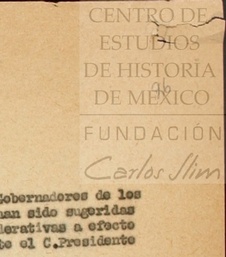 CENTRO DE
ESTUDIOS
DE HISTORIA
DE MÉXICO
96
FUNDACIÓN
Carlos Slim
Gobernadores de los
han sido sugeridas
derativas a efecto
te el C.Presidente